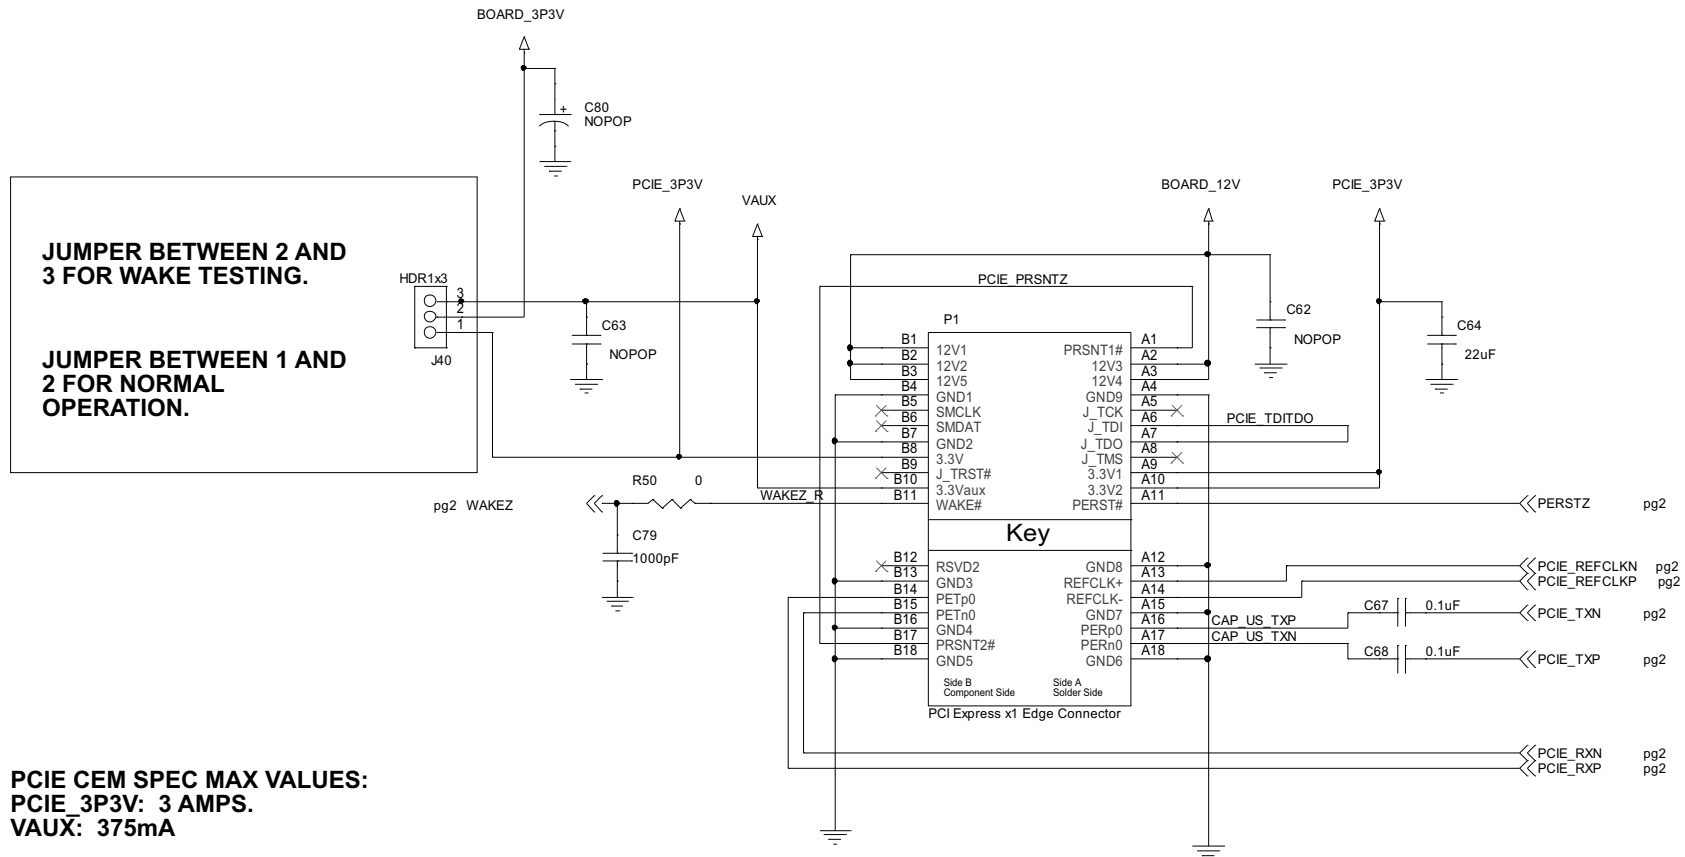 BOARD_3P3V
C80
NOPOP
+
JUMPER BETWEEN 2 AND
3 FOR WAKE TESTING.
JUMPER BETWEEN 1 AND
2 FOR NORMAL
OPERATION.
HDR1x3
3
2
1
J40
PCIE_3P3V
VAUX
C63
NOPOP
BOARD_12V
PCIE_3P3V
PCIE_PRSNTZ
C62
NOPOP
C64
22uF
P1
B1 12V1 PRSNT1# A1
B2 12V2 12V3 A2
B3 12V5 12V4 A3
B4 GND1 GND9 A4
B5 SMCLK J_TCK A5
B6 SMDAT J_TDI A6 PCIE_TDITDO
B7 GND2 J_TDO A7
B8 3.3V J_TMS A8
B9 J_TRST# 3.3V1 A9
B10 3.3Vaux 3.3V2 A10
B11 WAKE# PERST# A11
R50 0
WAKEZ_R
pg2 WAKEZ
C79
1000pF
PERSTZ pg2
Key
B12 RSVD2 GND8 A12
B13 GND3 REFCLK+ A13
B14 PETp0 REFCLK- A14
B15 PETn0 GND7 A15
B16 GND4 PERp0 A16
B17 PRSNT2# PERn0 A17
B18 GND5 GND6 A18
PCIE_REFCLKN pg2
PCIE_REFCLKP pg2
CAP_US_TXP
C67 0.1uF
PCIE_TXN pg2
CAP_US_TXN
C68 0.1uF
PCIE_TXP pg2
Side B
Component Side
Side A
Solder Side
PCI Express x1 Edge Connector
PCIE_RXN pg2
PCIE_RXP pg2
PCIE CEM SPEC MAX VALUES:
PCIE_3P3V: 3 AMPS.
VAUX: 375mA